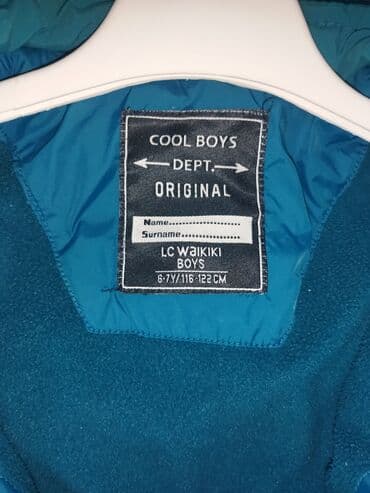 COOL BOYS
DEPT.
ORIGINAL
Name..................
Surname................
LC WAIKIKI
BOYS
6-7Y/116-122CM